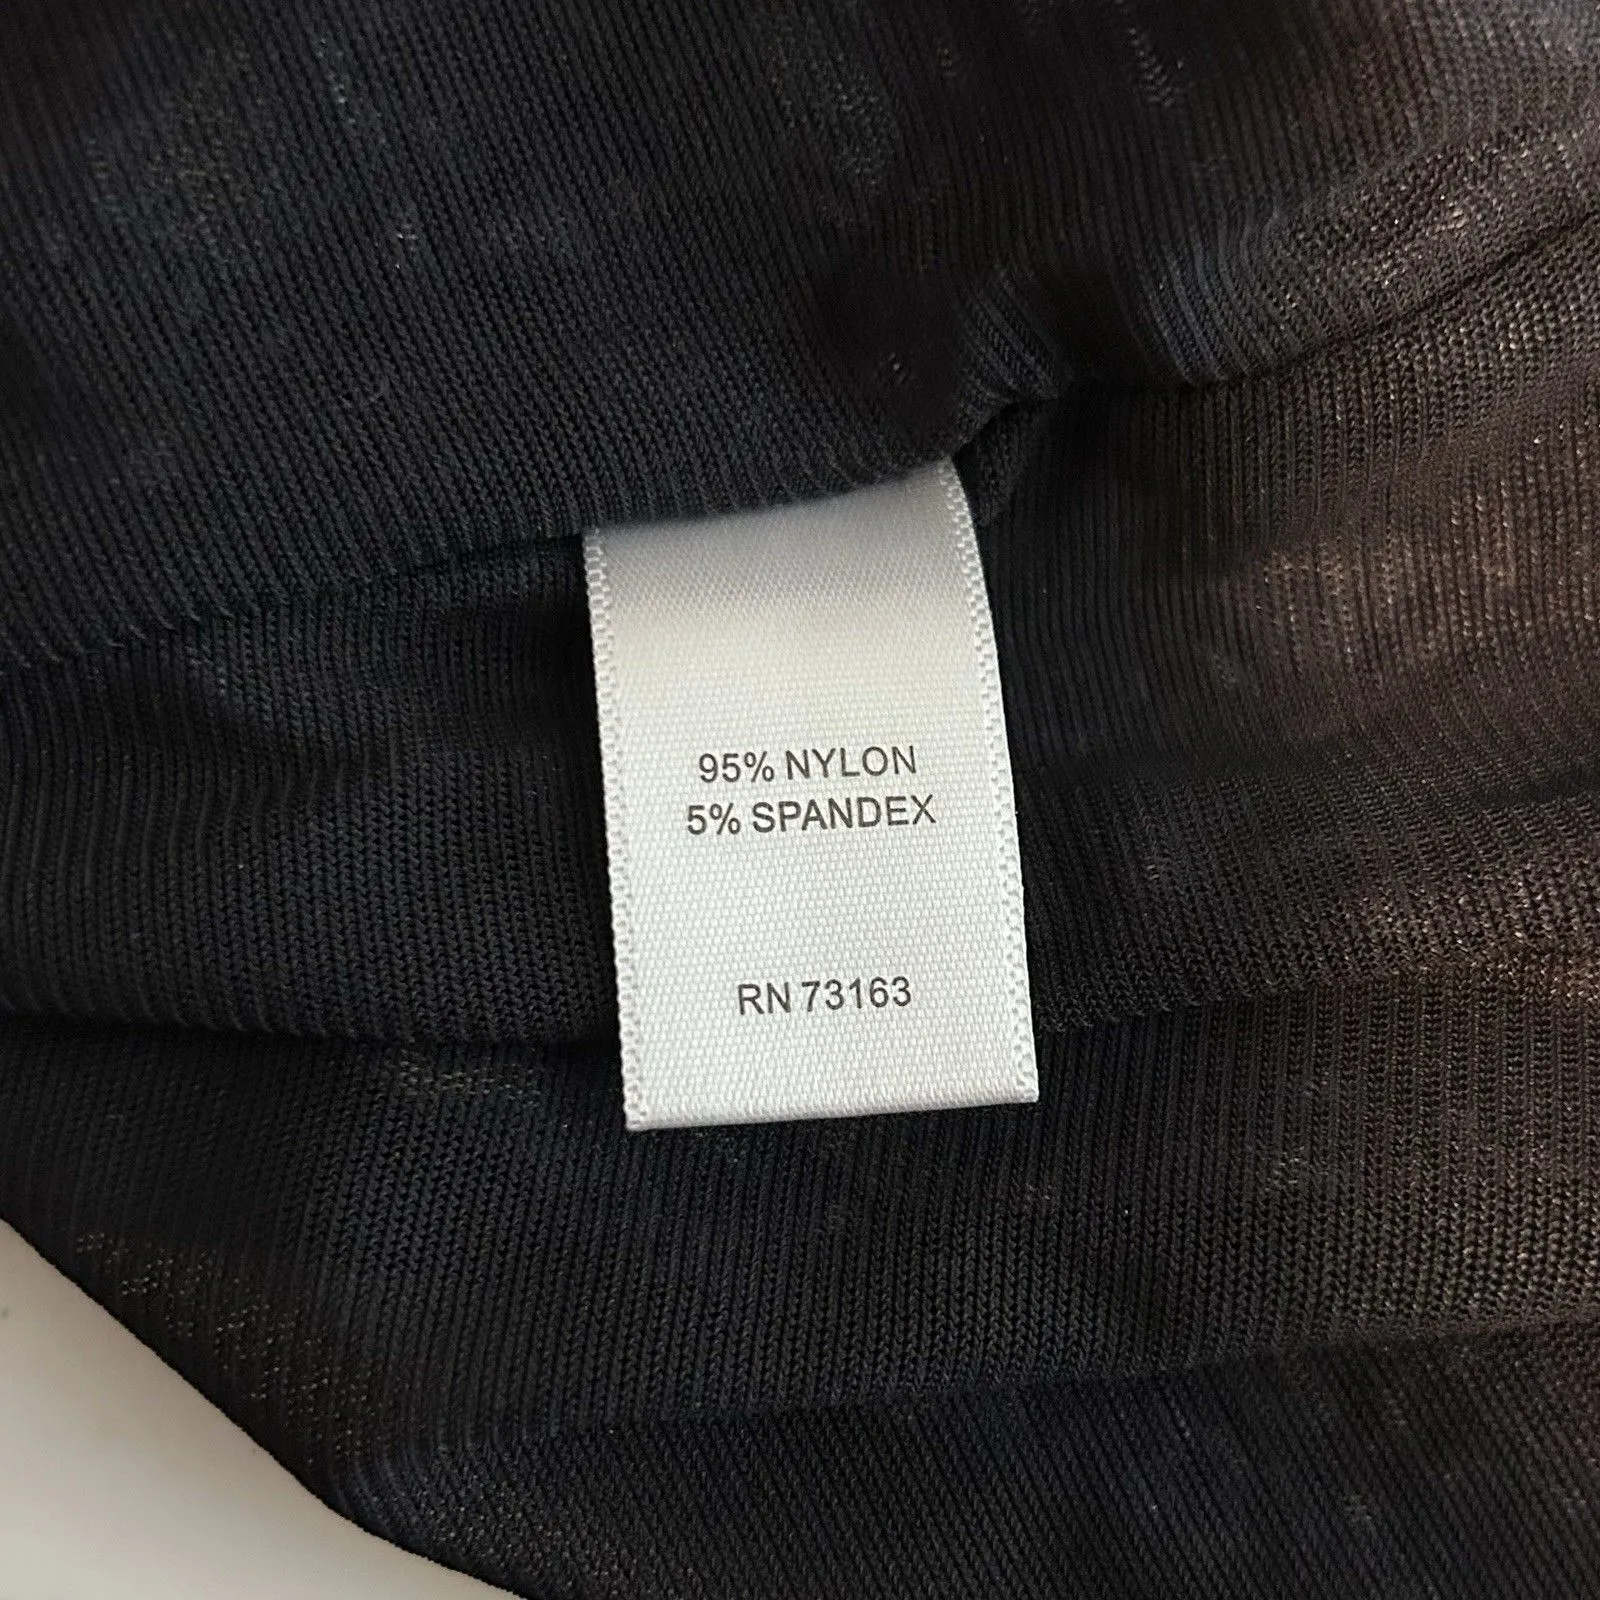 95% NYLON
5% SPANDEX
RN 73163